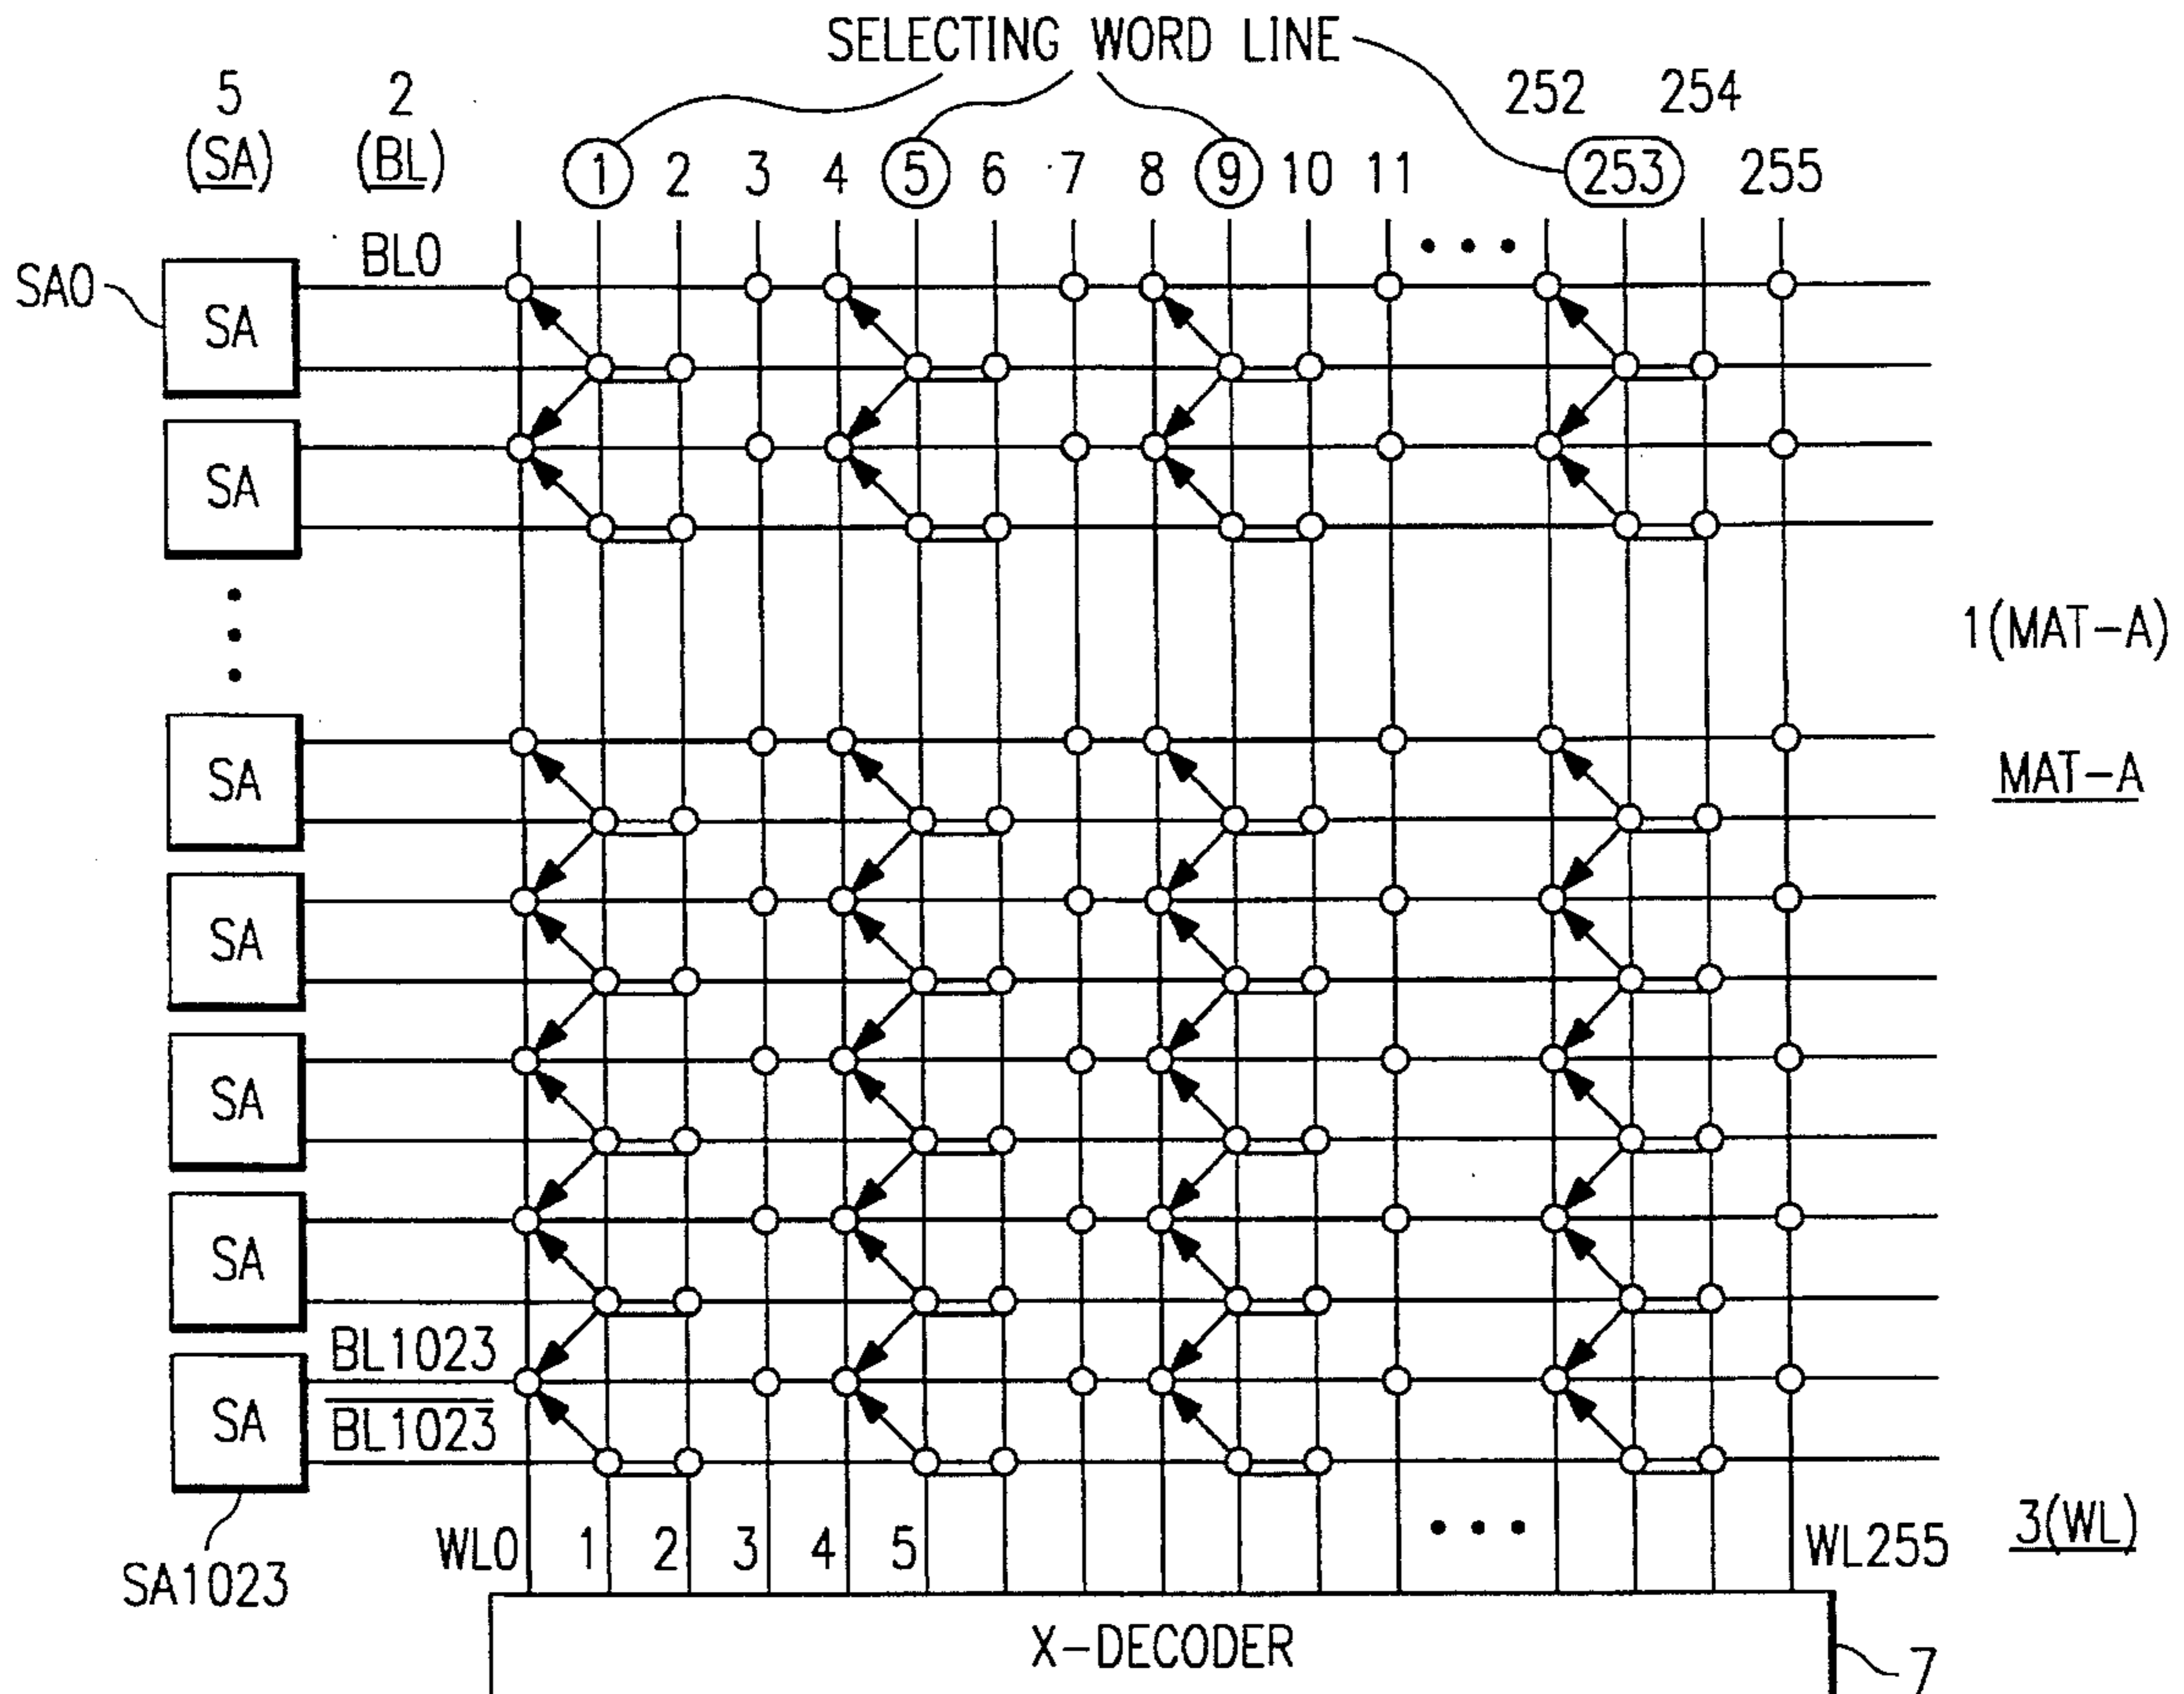 SELECTING WORD LINE
5 2 252 254
(SA) (BL) 1 2 3 4 5 6 7 8 9 10 11 253 255
BL0
SA0
SA
SA
1(MAT-A)
SA
MAT-A
SA
SA
SA
BL1023
SA
BL1023
WL0 1 2 3 4 5 WL255 3(WL)
SA1023
X-DECODER
7